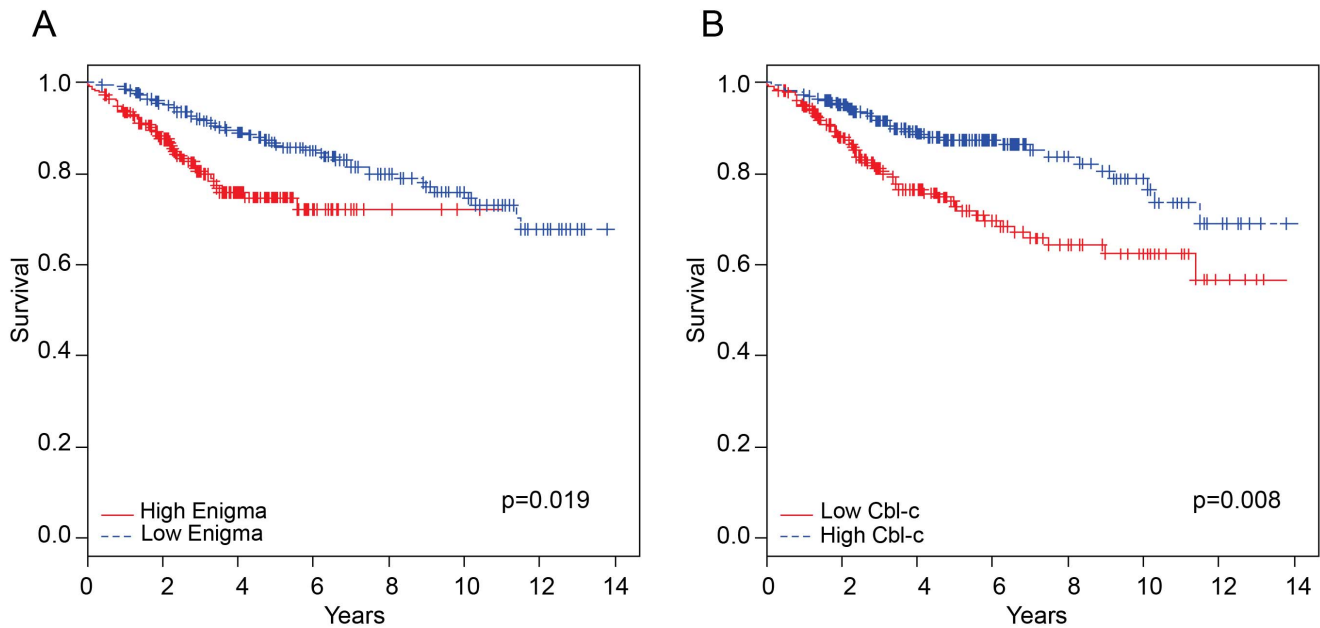 A
1.0
0.8
0.6
0.4
0.2
0.0
Survival
High Enigma
Low Enigma
p=0.019
0 2 4 6 8 10 12 14
Years
B
1.0
0.8
0.6
0.4
0.2
0.0
Survival
Low Cbl-c
High Cbl-c
p=0.008
0 2 4 6 8 10 12 14
Years